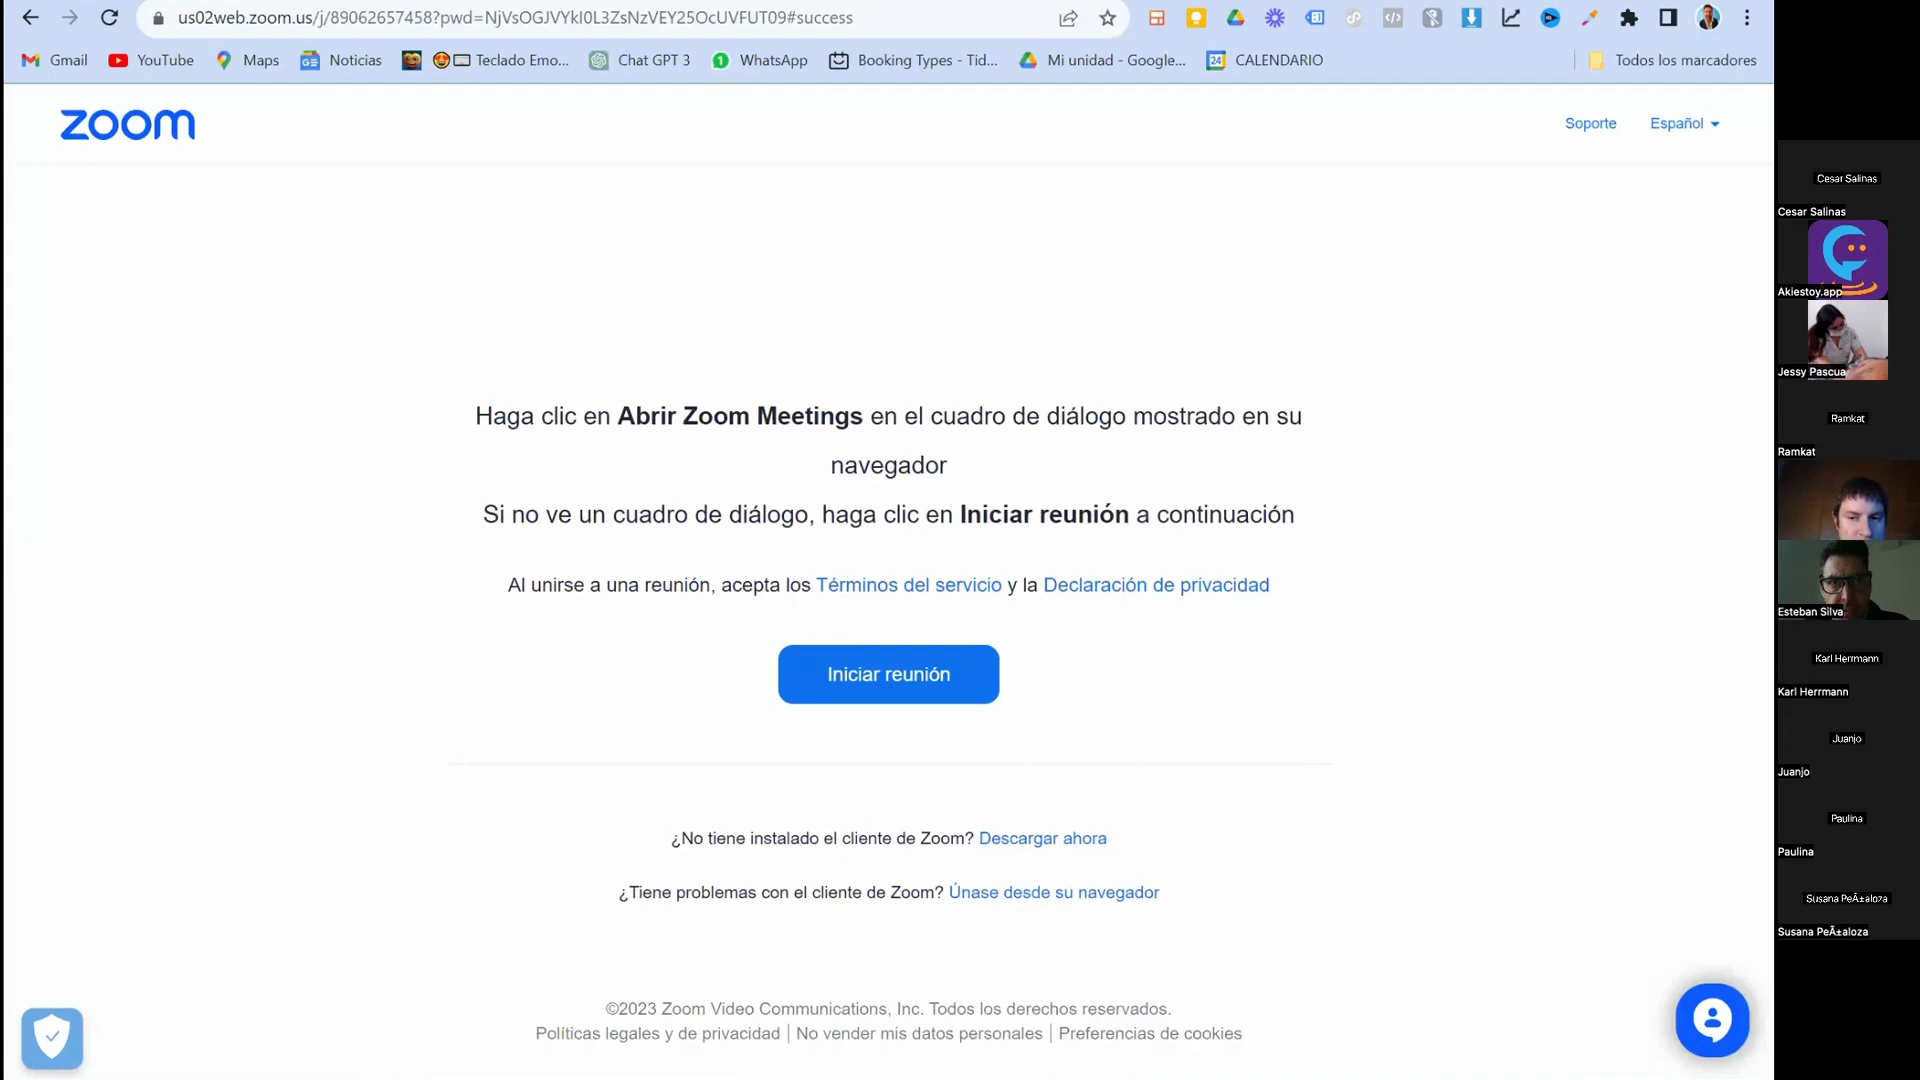 us02web.zoom.us/j/89062657458?pwd=NjVsOGJVYkI0L3ZsNzVEY25OcUVFUT09#success
Gmail
YouTube
Maps
Noticias
Teclado Emo...
Chat GPT 3
WhatsApp
Booking Types - Tid...
Mi unidad - Google...
24
CALENDARIO
Todos los marcadores
zoom
Soporte
Español
Haga clic en Abrir Zoom Meetings en el cuadro de diálogo mostrado en su
navegador
Si no ve un cuadro de diálogo, haga clic en Iniciar reunión a continuación
Al unirse a una reunión, acepta los Términos del servicio y la Declaración de privacidad
Iniciar reunión
¿No tiene instalado el cliente de Zoom? Descargar ahora
¿Tiene problemas con el cliente de Zoom? Únase desde su navegador
©2023 Zoom Video Communications, Inc. Todos los derechos reservados.
Políticas legales y de privacidad | No vender mis datos personales | Preferencias de cookies
Cesar Salinas
Cesar Salinas
Akiestoy.app
Jessy Pascua
Ramkat
Ramkat
Esteban Silva
Karl Herrmann
Karl Herrmann
Juanjo
Juanjo
Paulina
Paulina
Susana PeÃ±aloza
Susana PeÃ±aloza